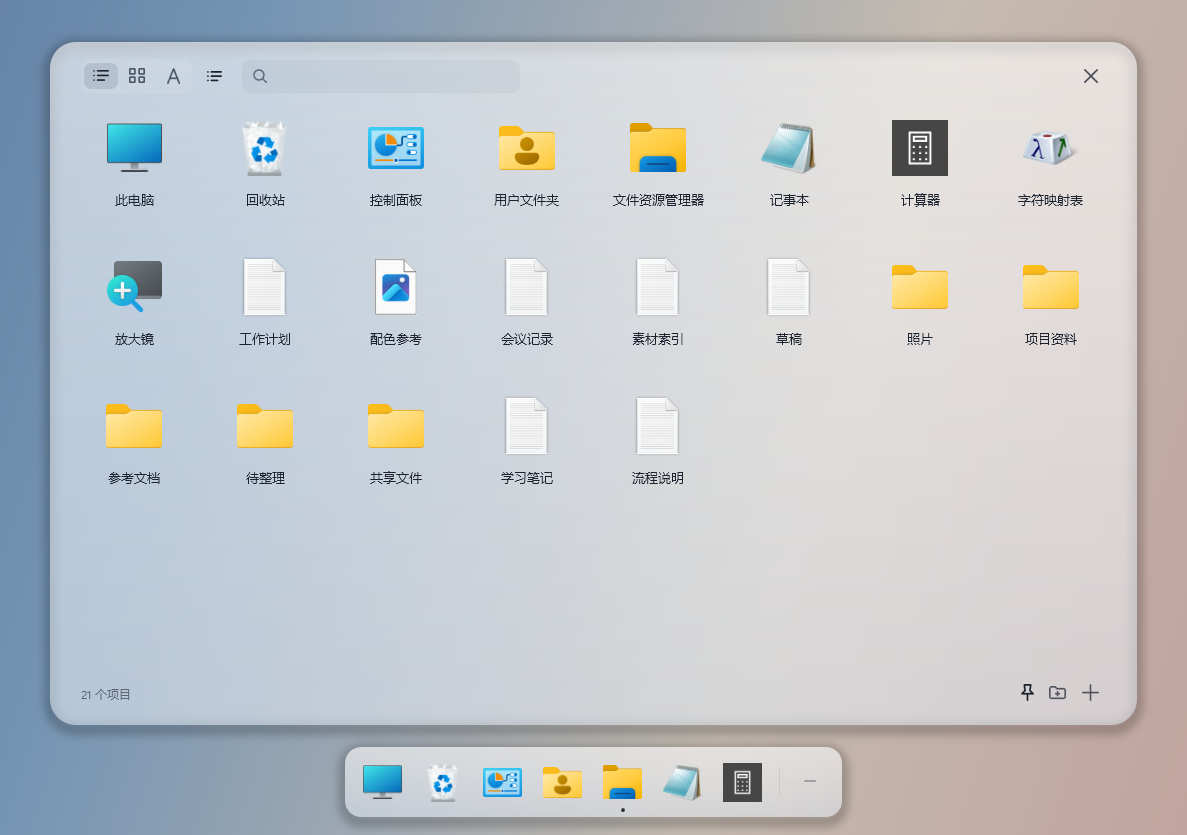 此电脑
回收站
控制面板
用户文件夹
文件资源管理器
记事本
计算器
字符映射表
放大镜
工作计划
配色参考
会议记录
素材索引
草稿
照片
项目资料
参考文档
待整理
共享文件
学习笔记
流程说明
21 个项目